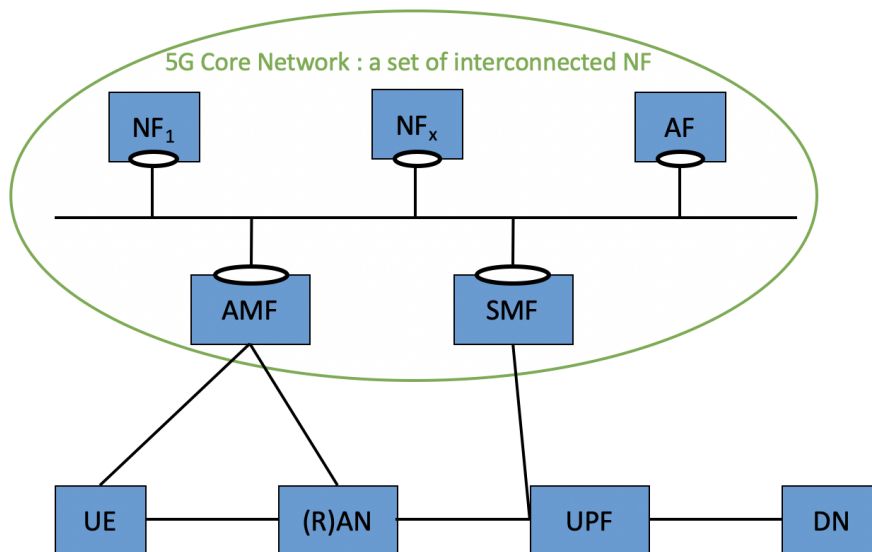 5G Core Network : a set of interconnected NF
NF₁
NFₓ
AF
AMF
SMF
UE
(R)AN
UPF
DN